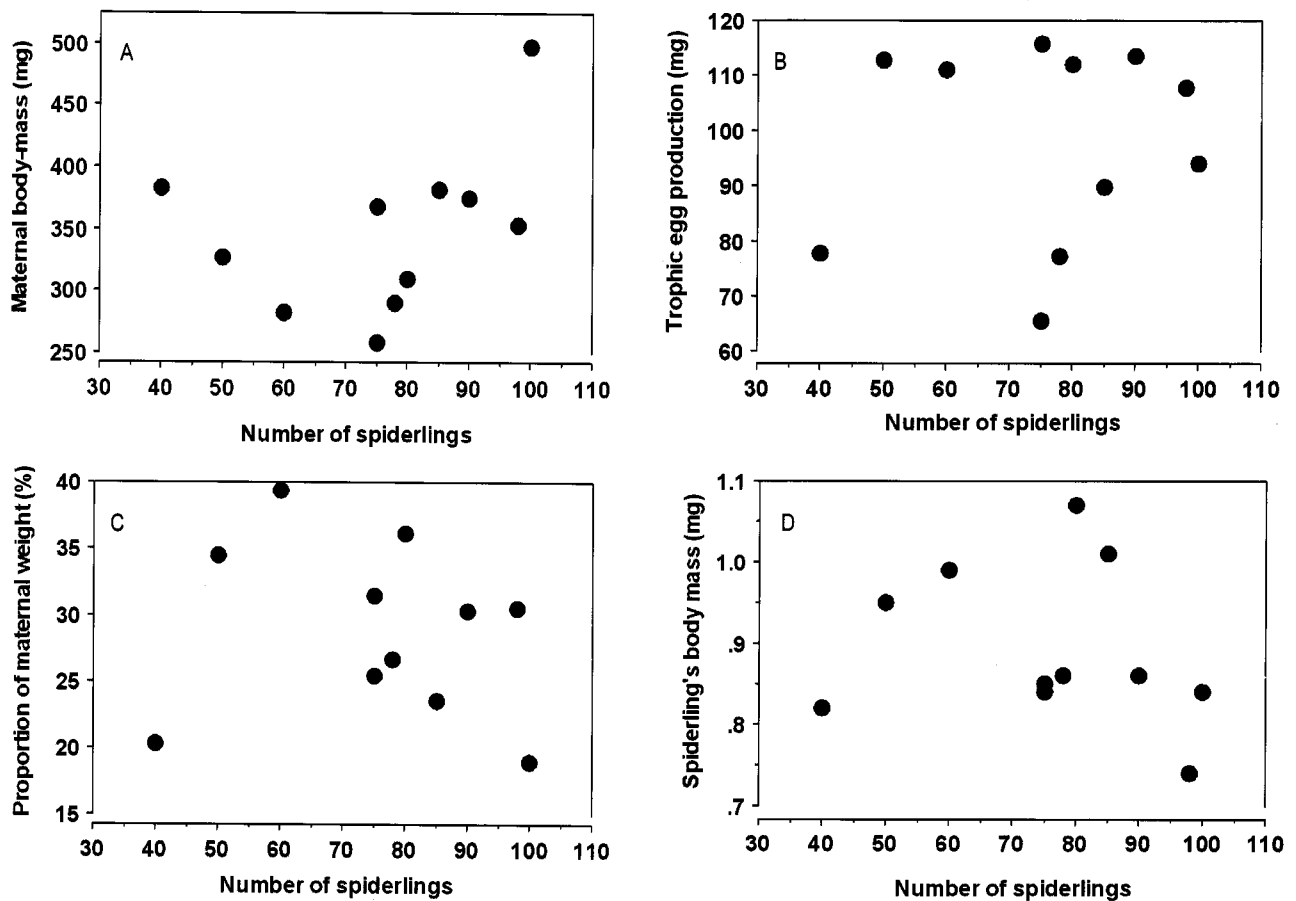 A
Maternal body-mass (mg)
500
450
400
350
300
250
30 40 50 60 70 80 90 100 110
Number of spiderlings
B
Trophic egg production (mg)
120
110
100
90
80
70
60
30 40 50 60 70 80 90 100 110
Number of spiderlings
C
Proportion of maternal weight (%)
40
35
30
25
20
15
30 40 50 60 70 80 90 100 110
Number of spiderlings
D
Spiderling's body mass (mg)
1.1
1.0
.9
.8
.7
30 40 50 60 70 80 90 100 110
Number of spiderlings